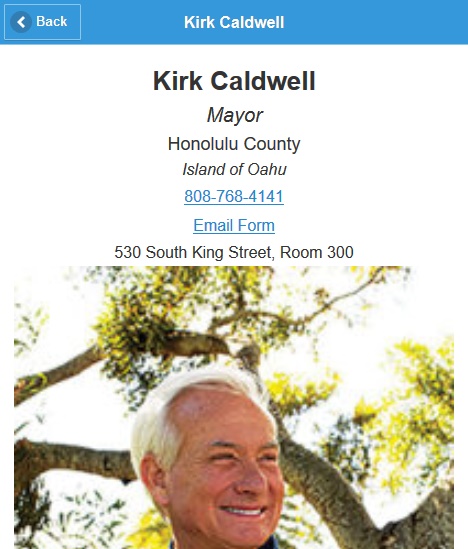 Back
Kirk Caldwell
Kirk Caldwell
Mayor
Honolulu County
Island of Oahu
808-768-4141
Email Form
530 South King Street, Room 300